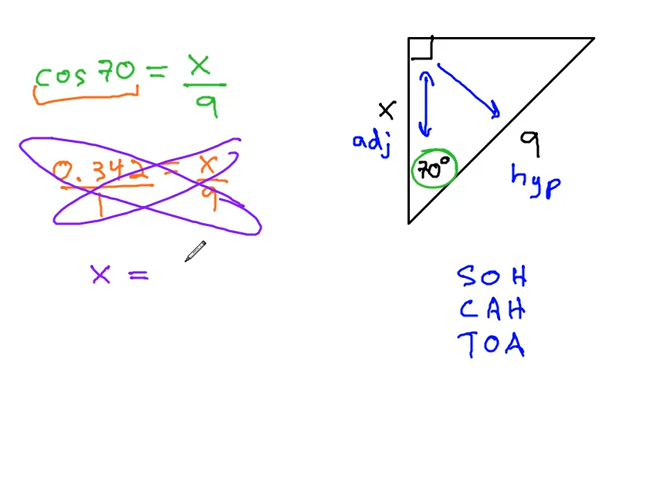 cos 70 = x/9
0.342/1 = x/9
x =
x
adj
70°
9
hyp
SOH
CAH
TOA